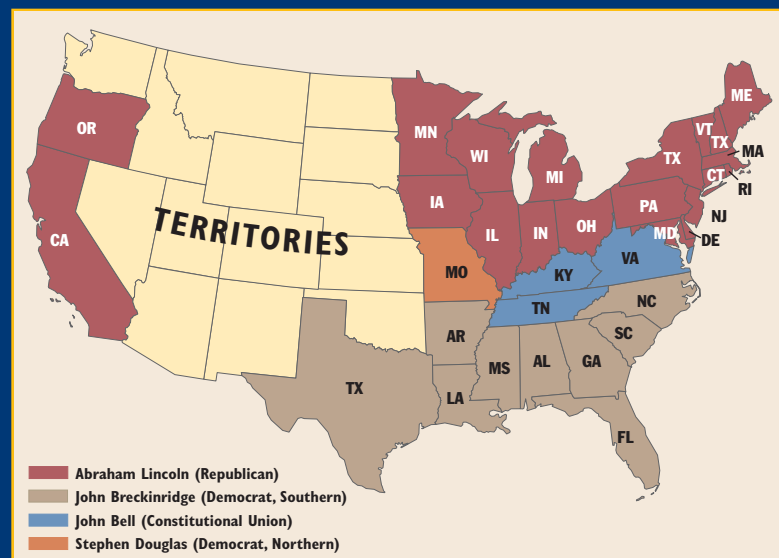 OR
CA
TERRITORIES
MN
IA
WI
IL
MI
IN
OH
MO
KY
TN
AR
LA
MS
AL
GA
FL
SC
NC
VA
TX
PA
MD
DE
NJ
TX
VT
TX
ME
MA
CT
RI
Abraham Lincoln (Republican)
John Breckinridge (Democrat, Southern)
John Bell (Constitutional Union)
Stephen Douglas (Democrat, Northern)